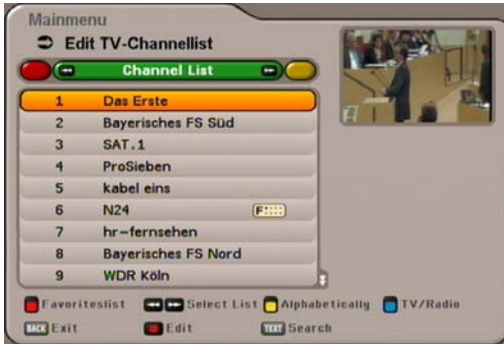 Mainmenu
Edit TV-Channellist
Channel List
1 Das Erste
2 Bayerisches FS Süd
3 SAT.1
4 ProSieben
5 kabel eins
6 N24 F
7 hr-fernsehen
8 Bayerisches FS Nord
9 WDR Köln
Favoriteslist Select List Alphabetically TV/Radio
BACK Exit Edit TEXT Search